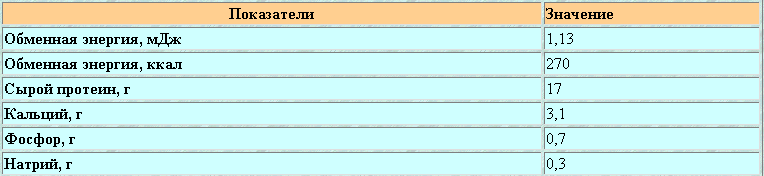 Показатели Значение
Обменная энергия, мДж 1,13
Обменная энергия, ккал 270
Сырой протеин, г 17
Кальций, г 3,1
Фосфор, г 0,7
Натрий, г 0,3